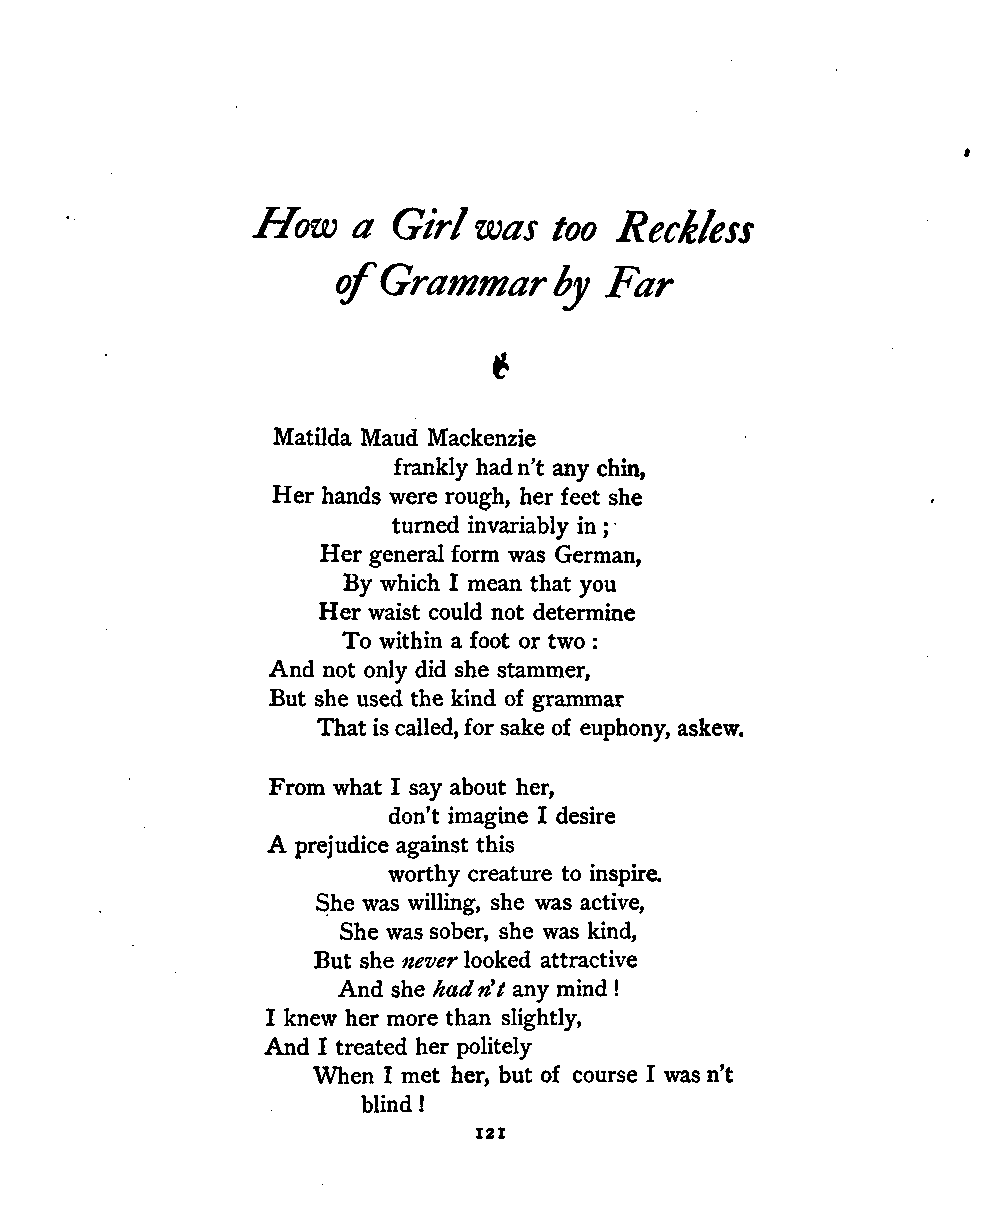 How a Girl was too Reckless
of Grammar by Far
Matilda Maud Mackenzie
frankly had n't any chin,
Her hands were rough, her feet she
turned invariably in ;
Her general form was German,
By which I mean that you
Her waist could not determine
To within a foot or two :
And not only did she stammer,
But she used the kind of grammar
That is called, for sake of euphony, askew.
From what I say about her,
don't imagine I desire
A prejudice against this
worthy creature to inspire.
She was willing, she was active,
She was sober, she was kind,
But she never looked attractive
And she had n't any mind !
I knew her more than slightly,
And I treated her politely
When I met her, but of course I was n't
blind !
121